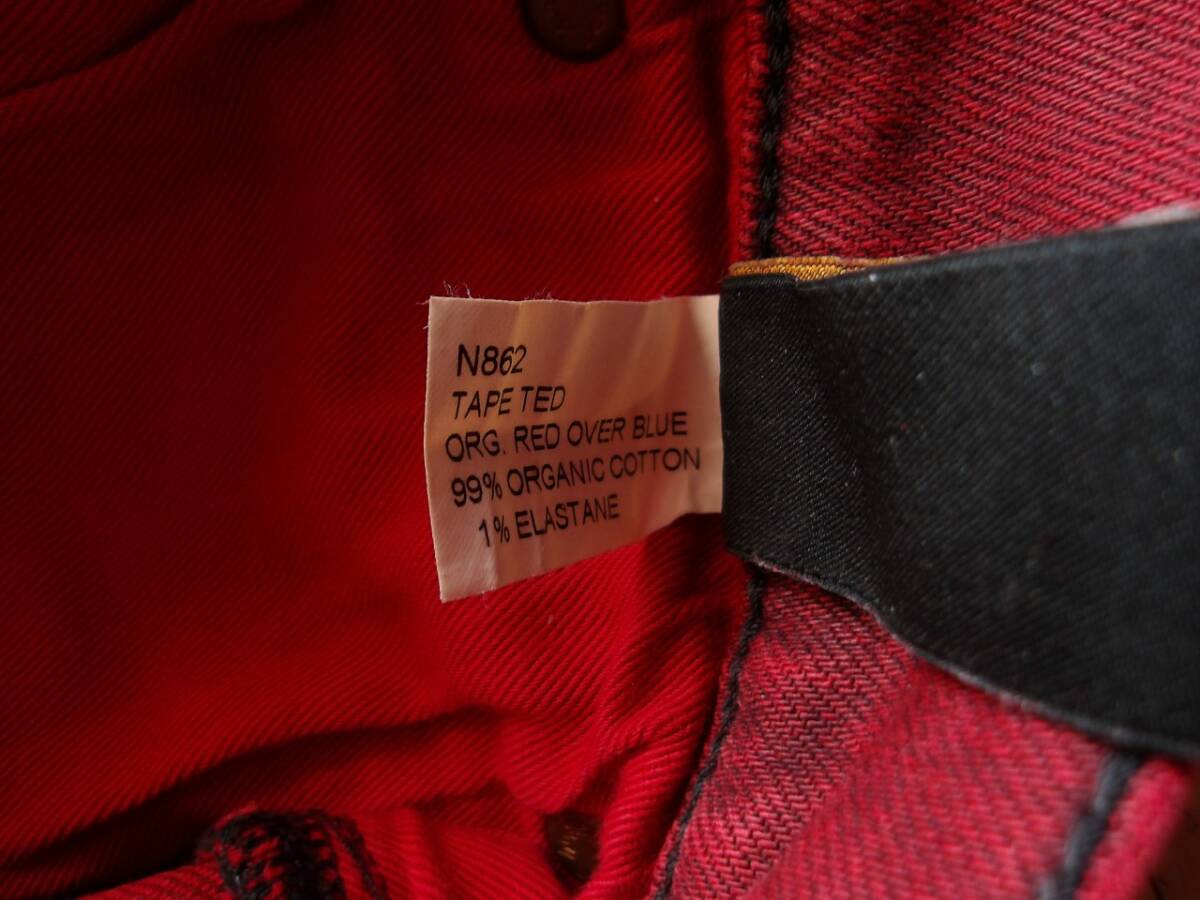 N862
TAPE TED
ORG. RED OVER BLUE
99% ORGANIC COTTON
1% ELASTANE